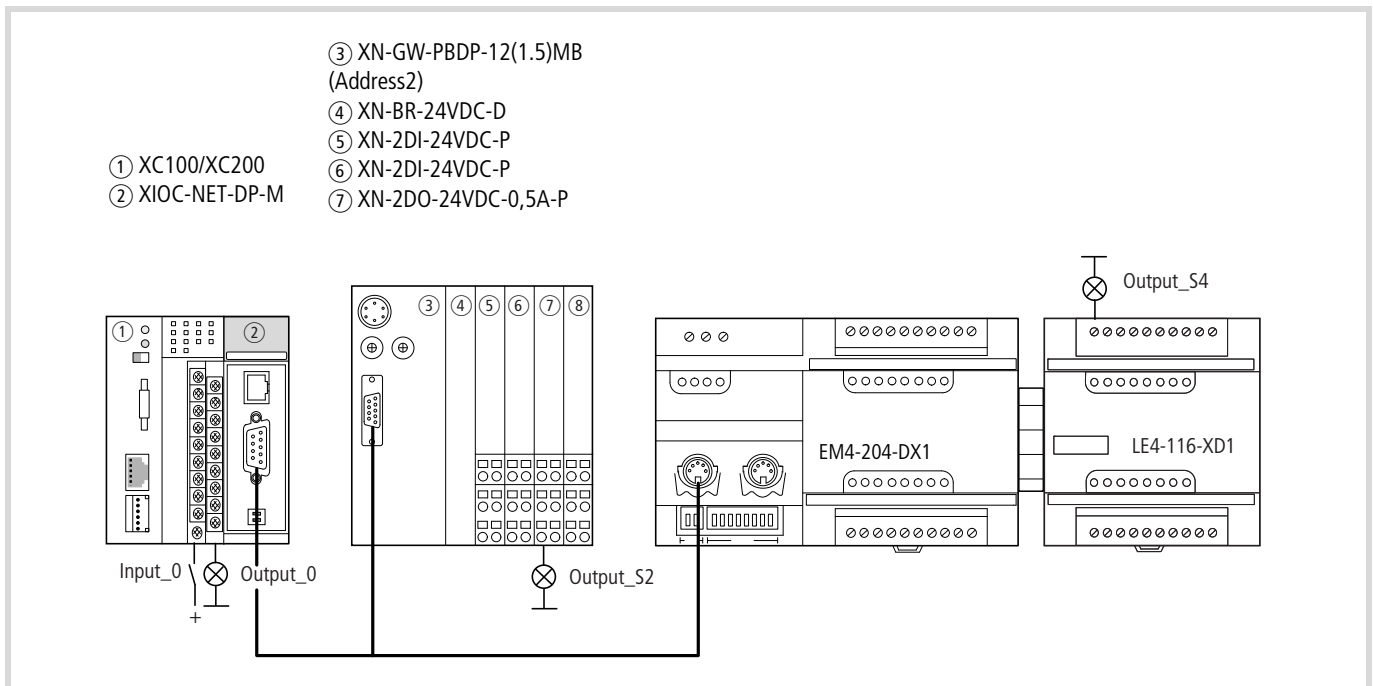 ③ XN-GW-PBDP-12(1.5)MB
(Address2)
④ XN-BR-24VDC-D
⑤ XN-2DI-24VDC-P
⑥ XN-2DI-24VDC-P
⑦ XN-2DO-24VDC-0,5A-P
① XC100/XC200
② XIOC-NET-DP-M
Output_S4
① ②
③ ④ ⑤ ⑥ ⑦ ⑧
EM4-204-DX1
LE4-116-XD1
Input_0
Output_0
Output_S2
+